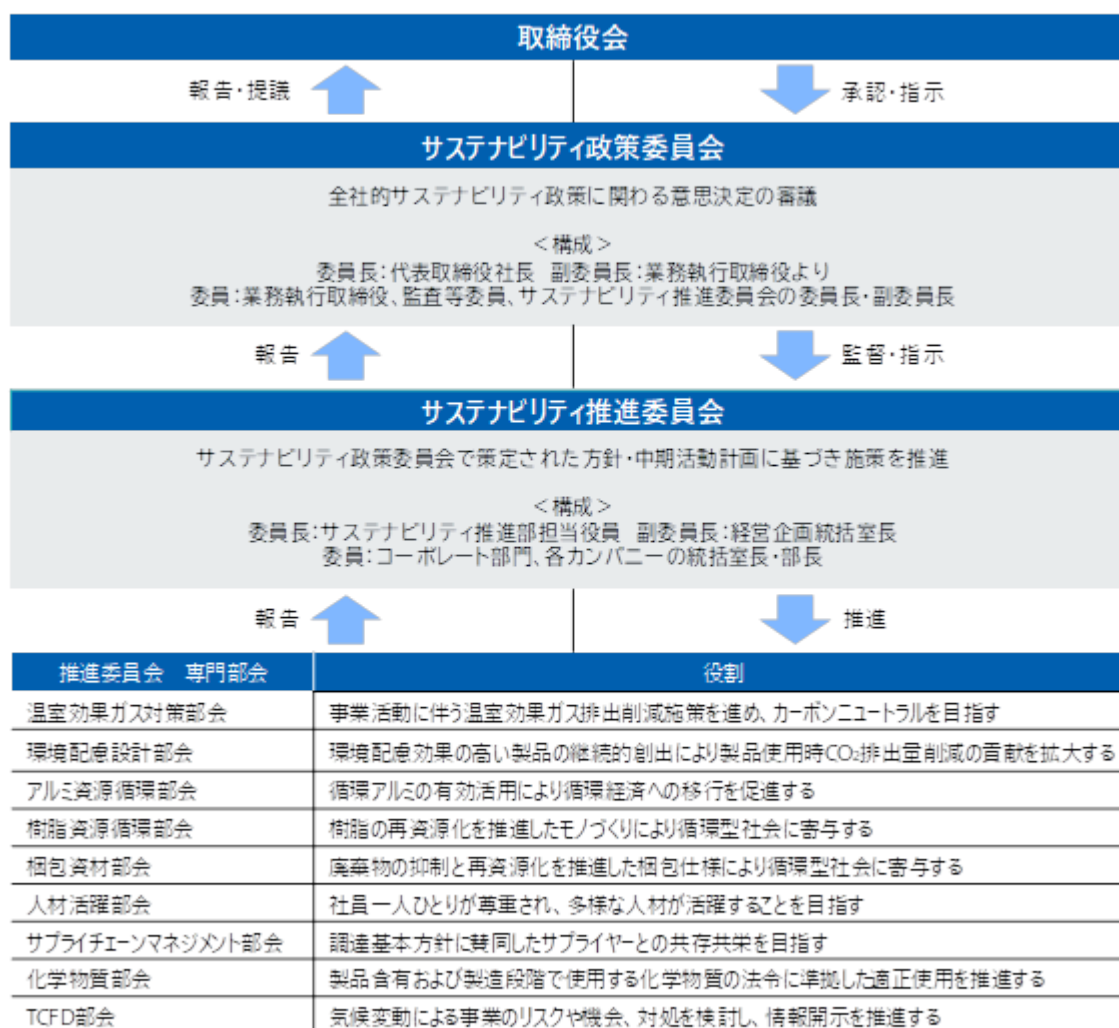 取締役会
報告・提議
承認・指示
サステナビリティ政策委員会
全社的サステナビリティ政策に関わる意思決定の審議
＜構成＞
委員長：代表取締役社長　副委員長：業務執行取締役より
委員：業務執行取締役、監査等委員、サステナビリティ推進委員会の委員長・副委員長
報告
監督・指示
サステナビリティ推進委員会
サステナビリティ政策委員会で策定された方針・中期活動計画に基づき施策を推進
＜構成＞
委員長：サステナビリティ推進部担当役員　副委員長：経営企画統括室長
委員：コーポレート部門、各カンパニーの統括室長・部長
報告
推進
推進委員会　専門部会　役割
温室効果ガス対策部会　事業活動に伴う温室効果ガス排出削減施策を進め、カーボンニュートラルを目指す
環境配慮設計部会　環境配慮効果の高い製品の継続的創出により製品使用時CO₂排出量削減の貢献を拡大する
アルミ資源循環部会　循環アルミの有効活用により循環経済への移行を促進する
樹脂資源循環部会　樹脂の再資源化を推進したモノづくりにより循環型社会に寄与する
梱包資材部会　廃棄物の抑制と再資源化を推進した梱包仕様により循環型社会に寄与する
人材活躍部会　社員一人ひとりが尊重され、多様な人材が活躍することを目指す
サプライチェーンマネジメント部会　調達基本方針に賛同したサプライヤーとの共存共栄を目指す
化学物質部会　製品含有および製造段階で使用する化学物質の法令に準拠した適正使用を推進する
TCFD部会　気候変動による事業のリスクや機会、対処を検討し、情報開示を推進する